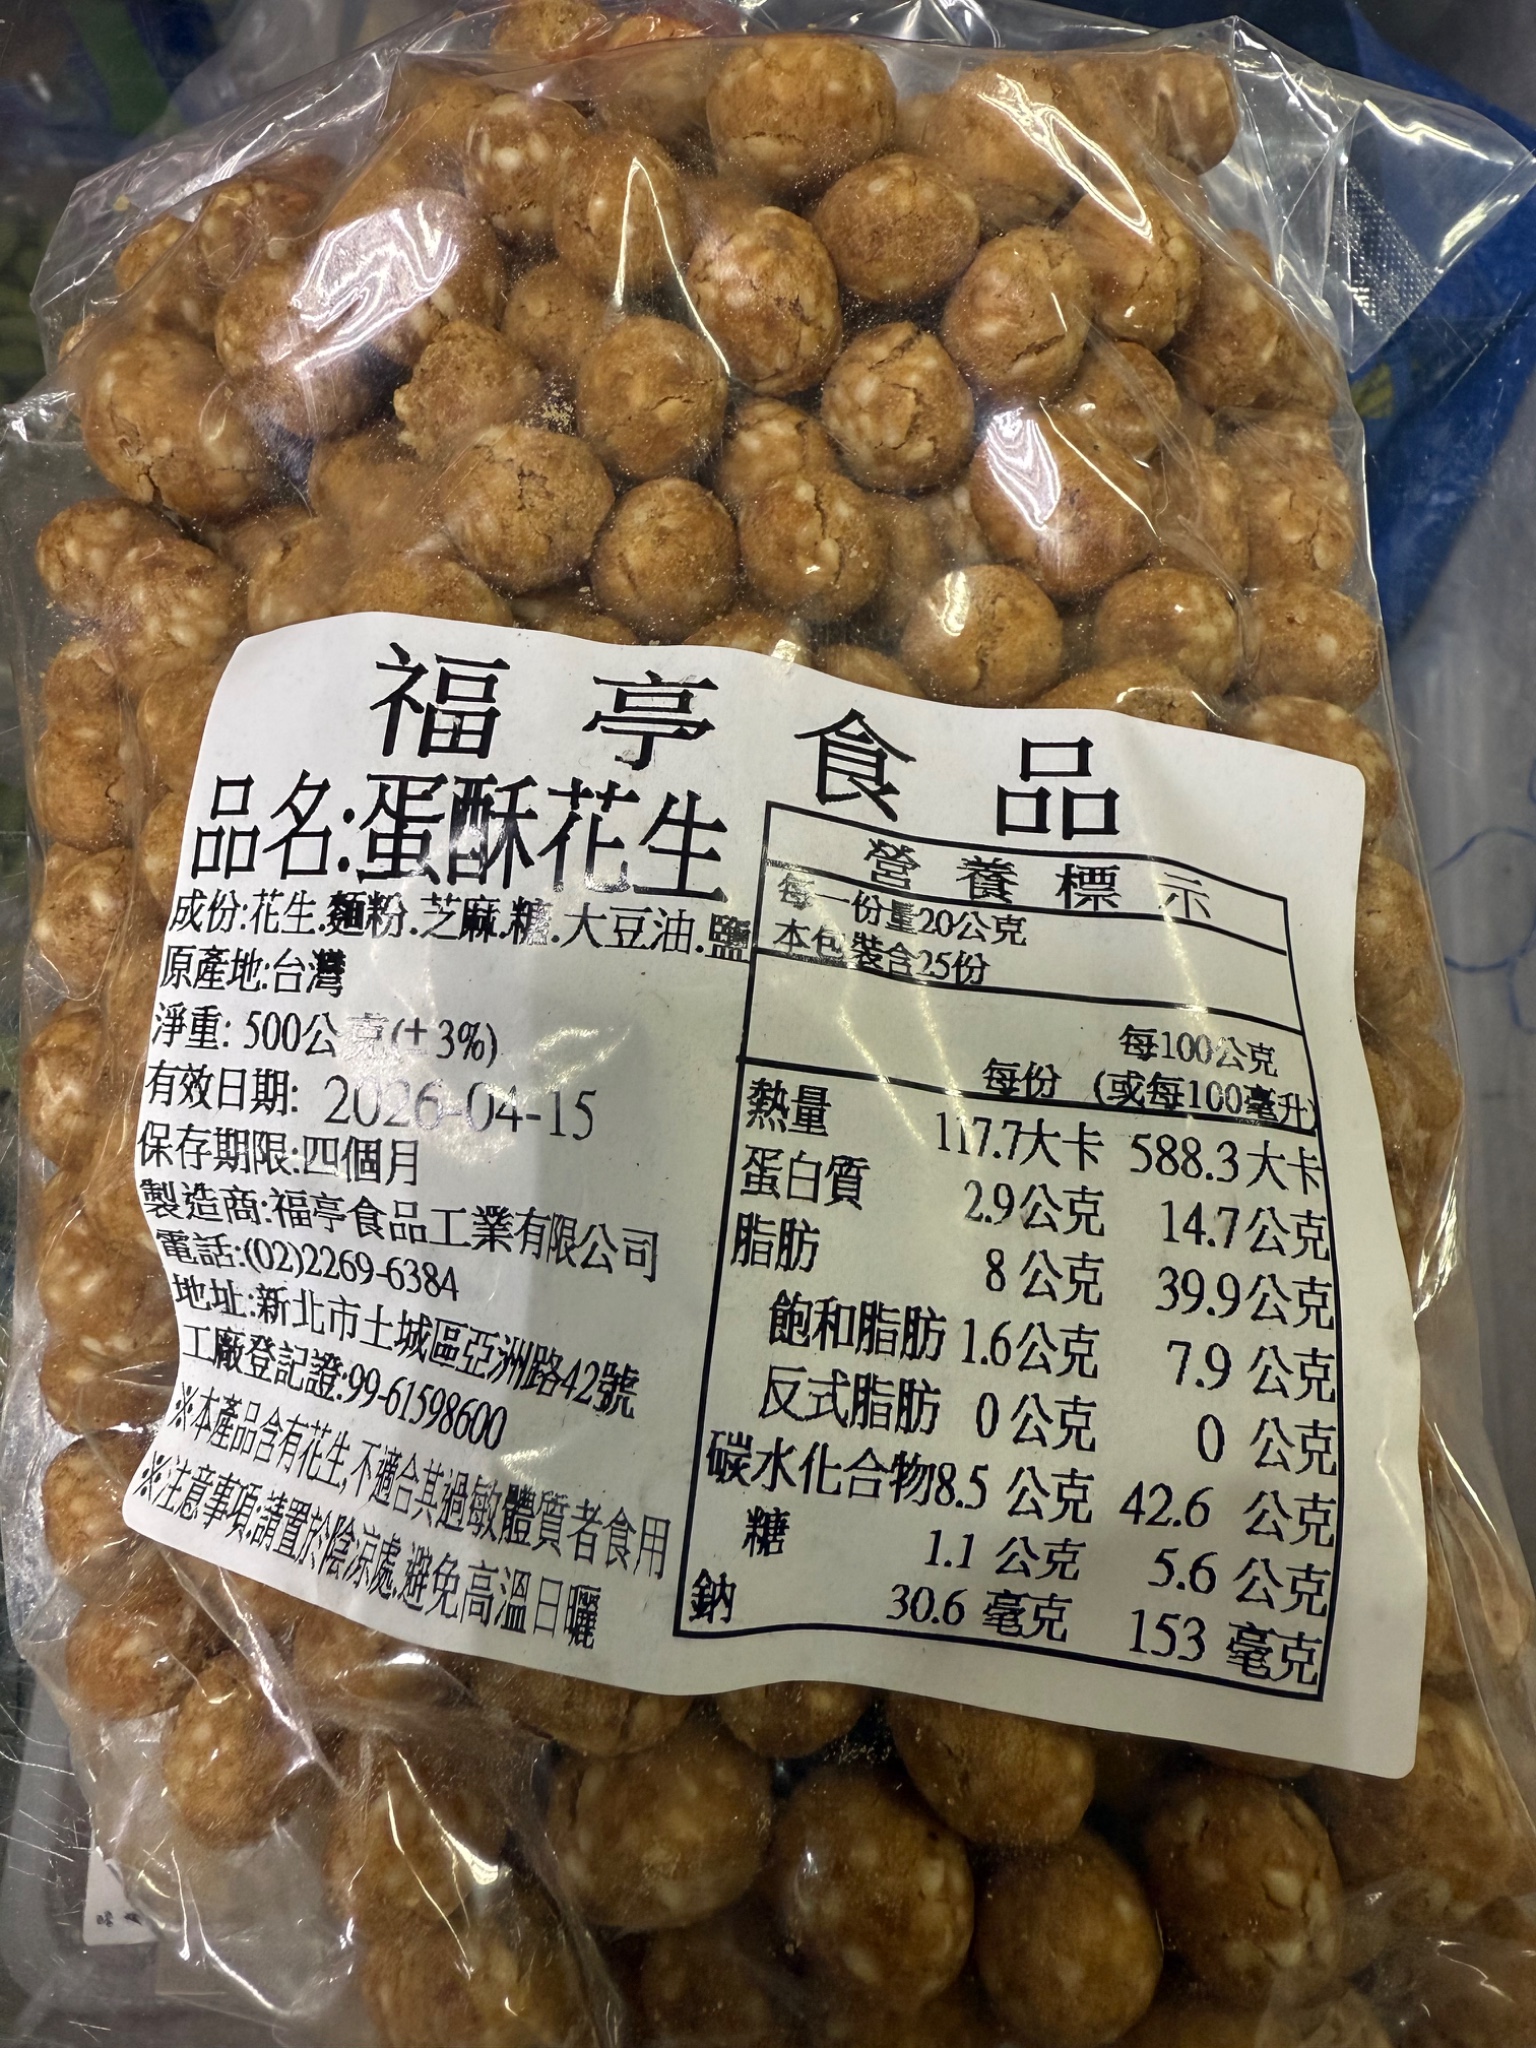 福亭食品
品名:蛋酥花生
成份:花生.麵粉.芝麻.糖.大豆油.鹽
原產地:台灣
淨重: 500公克(±3%)
有效日期: 2026-04-15
保存期限:四個月
製造商:福亭食品工業有限公司
電話:(02)2269-6384
地址:新北市土城區亞洲路42號
工廠登記證:99-61598600
※本產品含有花生,不適合其過敏體質者食用
※注意事項:請置於陰涼處.避免高溫日曬
營養標示
每一份量20公克
本包裝含25份
每100公克
每份 (或每100毫升)
熱量 117.7大卡 588.3大卡
蛋白質 2.9公克 14.7公克
脂肪 8公克 39.9公克
飽和脂肪 1.6公克 7.9公克
反式脂肪 0公克 0公克
碳水化合物8.5公克 42.6公克
糖 1.1公克 5.6公克
鈉 30.6毫克 153毫克